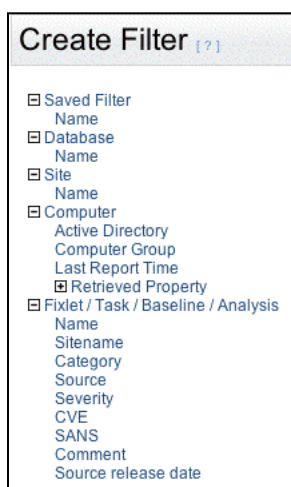 Create Filter [ ? ]
Saved Filter
Name
Database
Name
Site
Name
Computer
Active Directory
Computer Group
Last Report Time
Retrieved Property
Fixlet / Task / Baseline / Analysis
Name
Sitename
Category
Source
Severity
CVE
SANS
Comment
Source release date